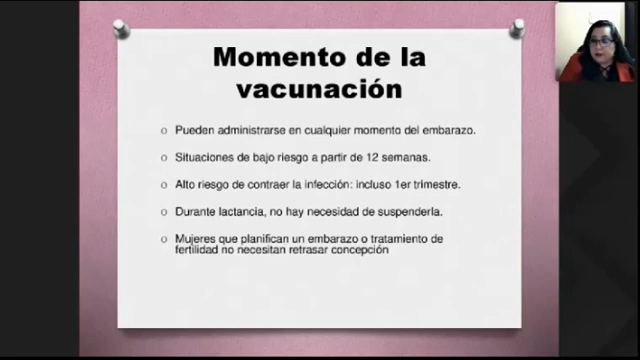 Momento de la
vacunación
o Pueden administrarse en cualquier momento del embarazo.
o Situaciones de bajo riesgo a partir de 12 semanas.
o Alto riesgo de contraer la infección: incluso 1er trimestre.
o Durante lactancia, no hay necesidad de suspenderla.
o Mujeres que planifican un embarazo o tratamiento de
fertilidad no necesitan retrasar concepción